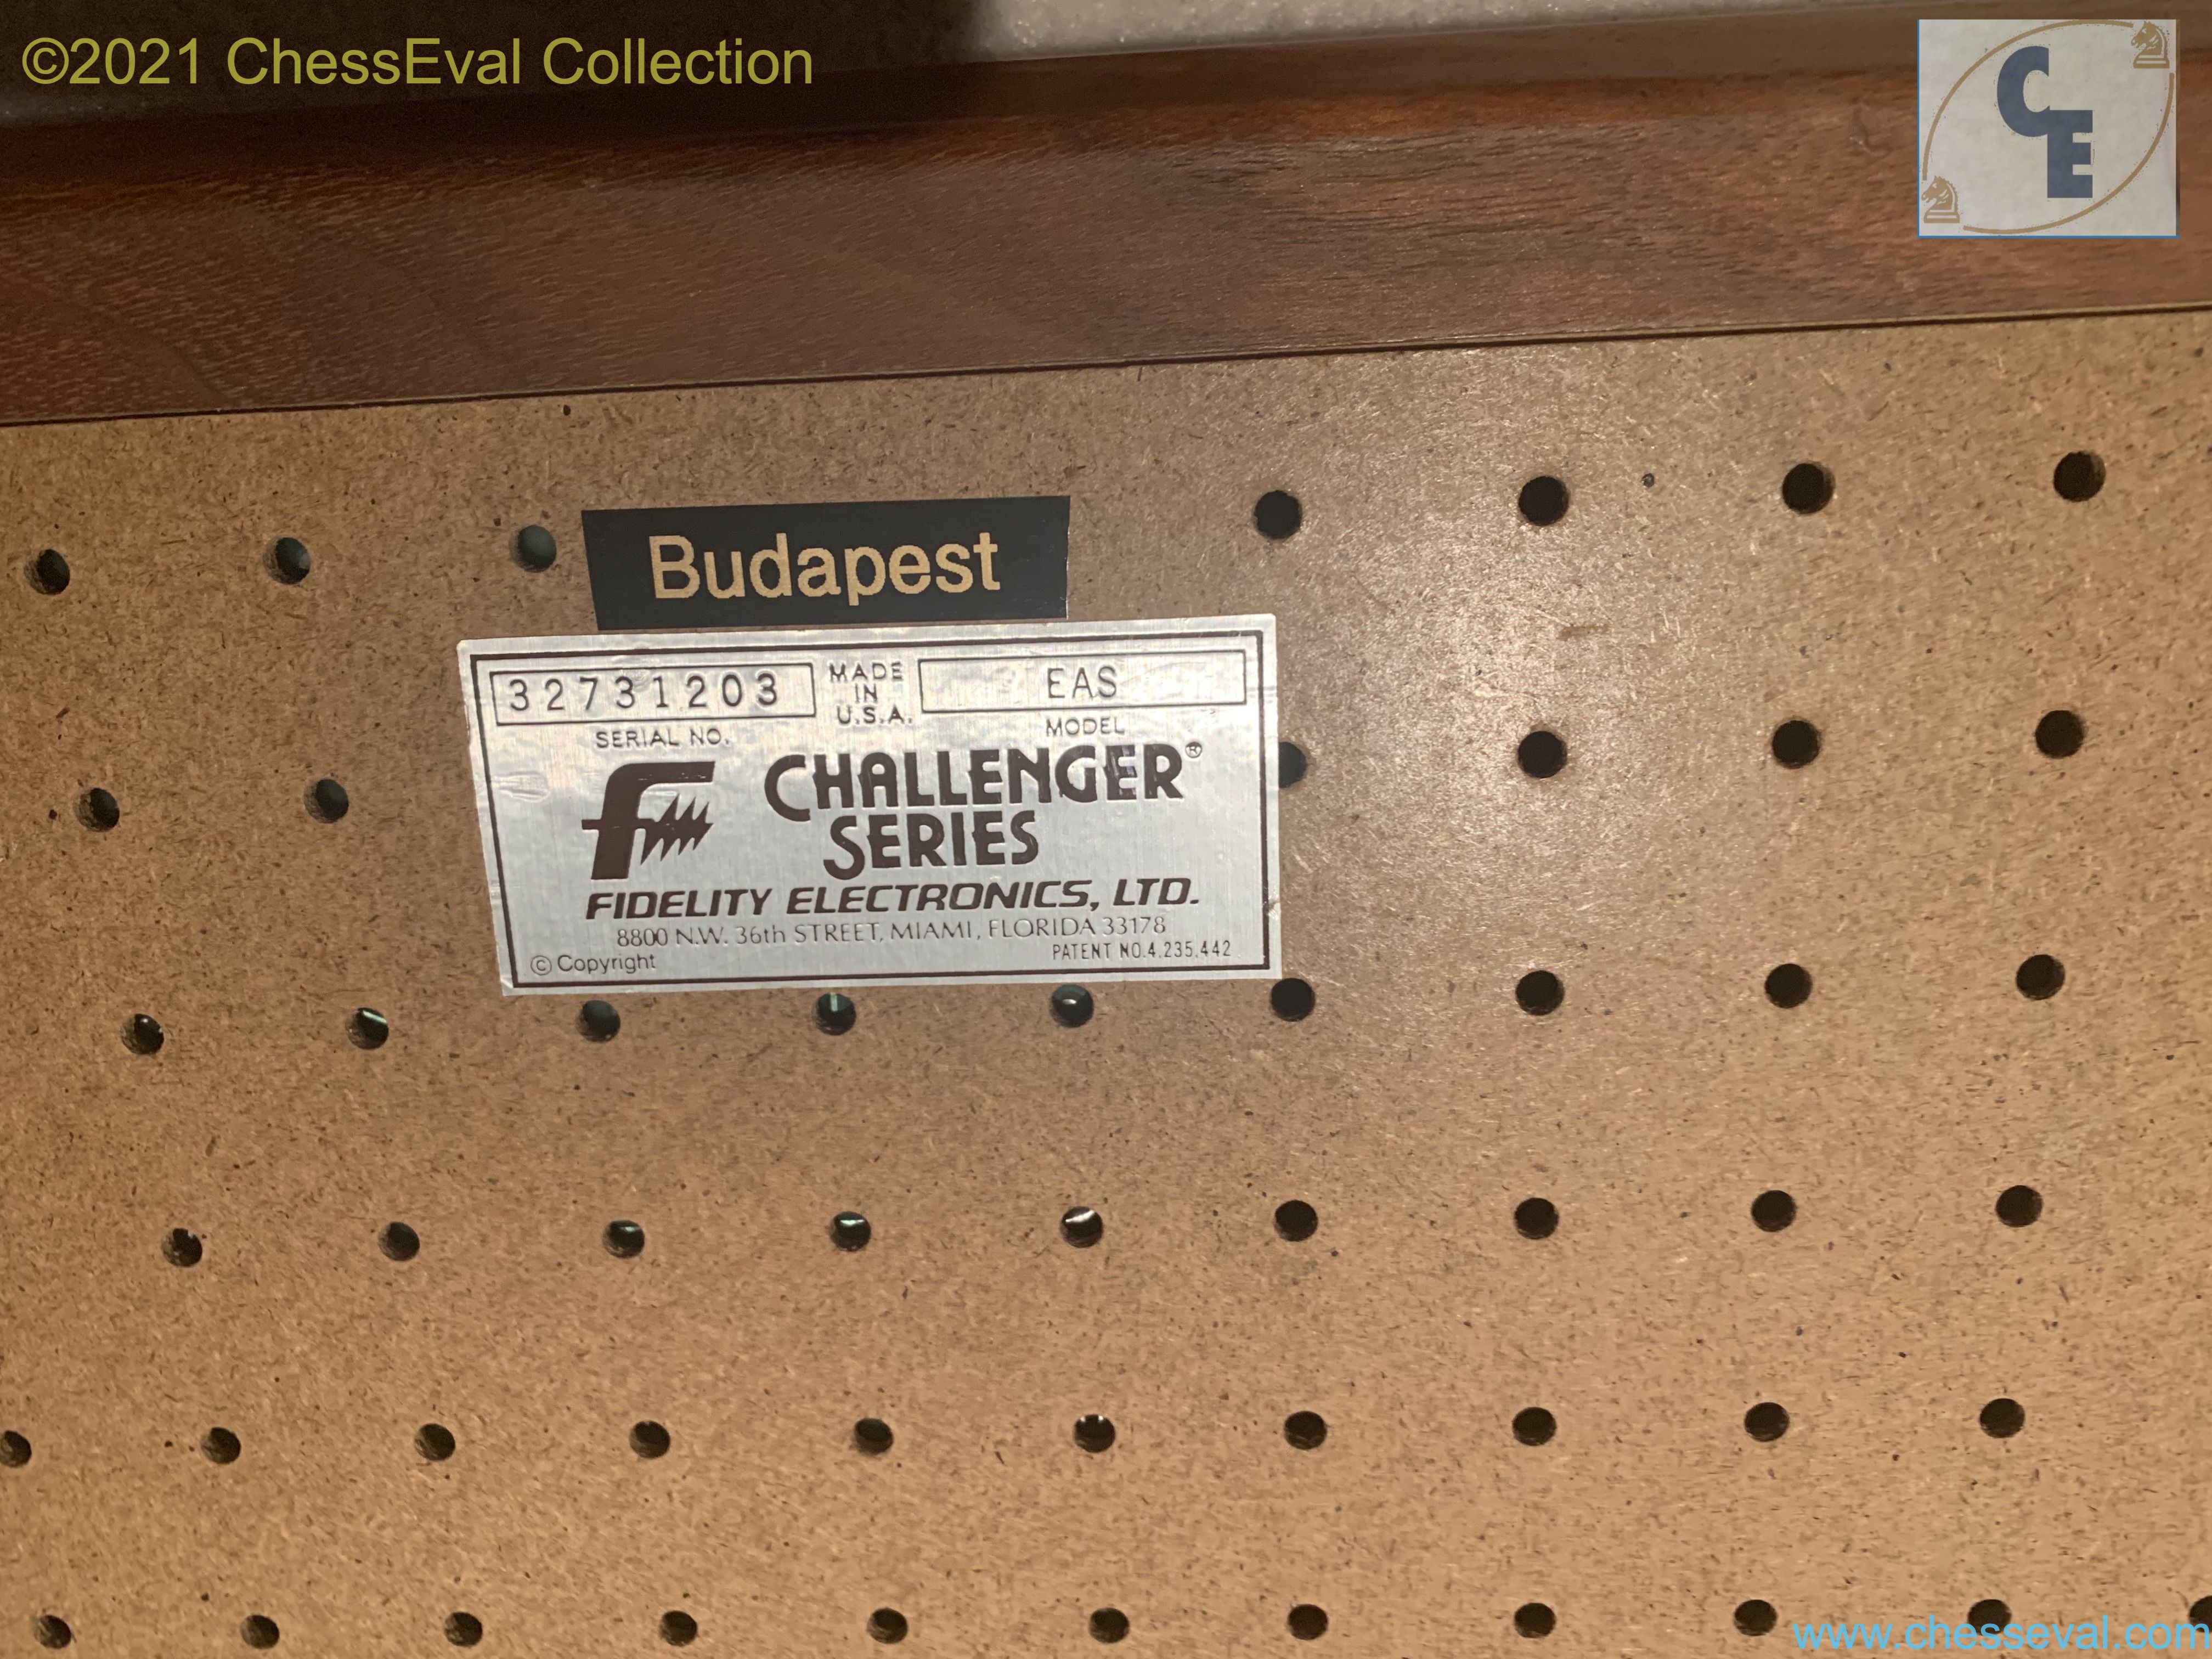 ©2021 ChessEval Collection
CE
Budapest
32731203 MADE IN U.S.A. EAS
SERIAL NO. MODEL
CHALLENGER®
SERIES
FIDELITY ELECTRONICS, LTD.
8800 N.W. 36th STREET, MIAMI, FLORIDA 33178
© Copyright PATENT NO.4,235,442
www.chesseval.com